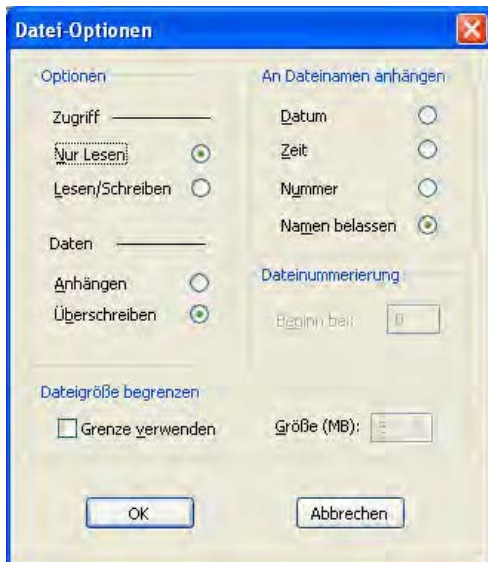 Datei-Optionen
Optionen
Zugriff
Nur Lesen
Lesen/Schreiben
Daten
Anhängen
Überschreiben
An Dateinamen anhängen
Datum
Zeit
Nummer
Namen belassen
Dateinummerierung
Beginn bei: 0
Dateigröße begrenzen
Grenze verwenden
Größe (MB):
OK
Abbrechen